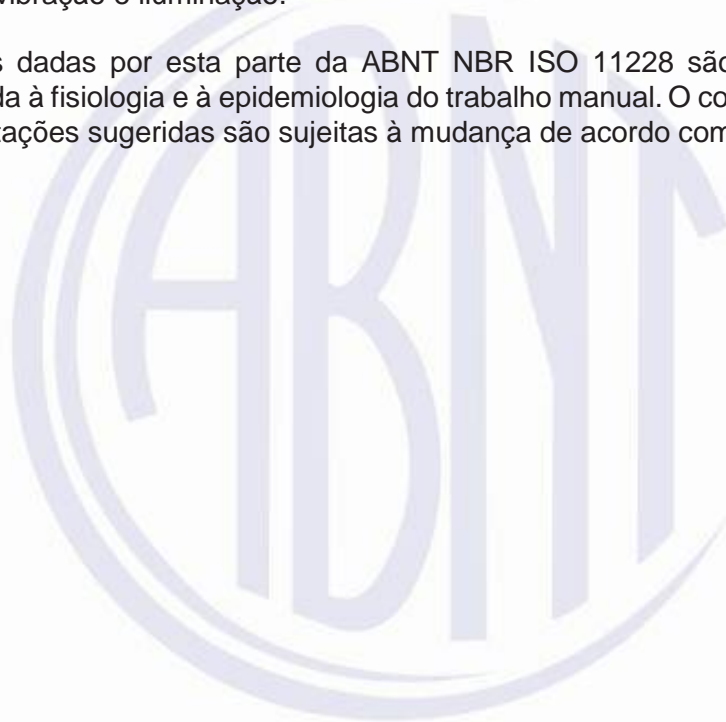 vibração e iluminação.
s dadas por esta parte da ABNT NBR ISO 11228 são
da à fisiologia e à epidemiologia do trabalho manual. O co
tações sugeridas são sujeitas à mudança de acordo com
ABNT